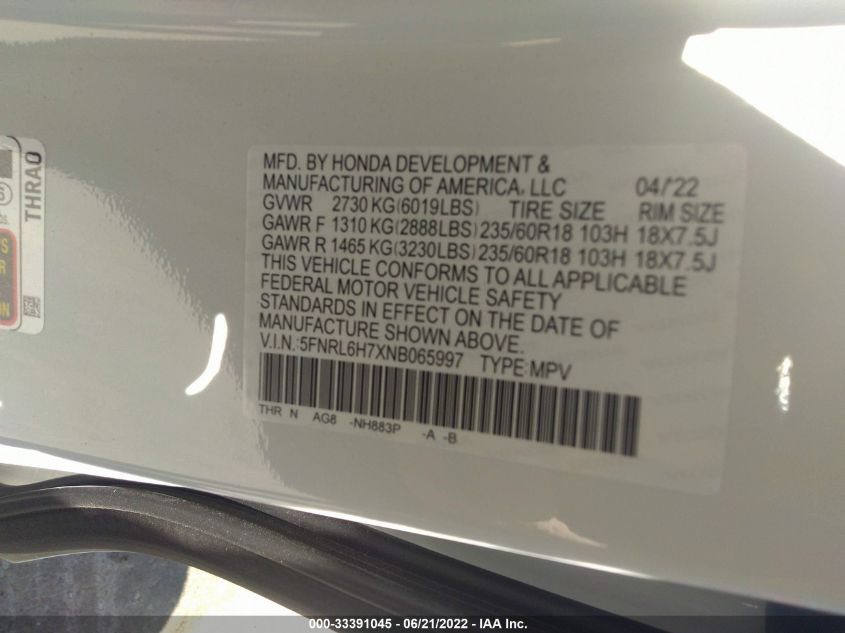 MFD. BY HONDA DEVELOPMENT &
MANUFACTURING OF AMERICA, LLC 04/22
GVWR 2730 KG(6019LBS) TIRE SIZE RIM SIZE
GAWR F 1310 KG(2888LBS) 235/60R18 103H 18X7.5J
GAWR R 1465 KG(3230LBS) 235/60R18 103H 18X7.5J
THIS VEHICLE CONFORMS TO ALL APPLICABLE
FEDERAL MOTOR VEHICLE SAFETY
STANDARDS IN EFFECT ON THE DATE OF
MANUFACTURE SHOWN ABOVE.
V.I.N.:5FNRL6H7XNB065997 TYPE:MPV
THR N AG8 -NH883P -A -B
THRA0
000-33391045 - 06/21/2022 - IAA Inc.